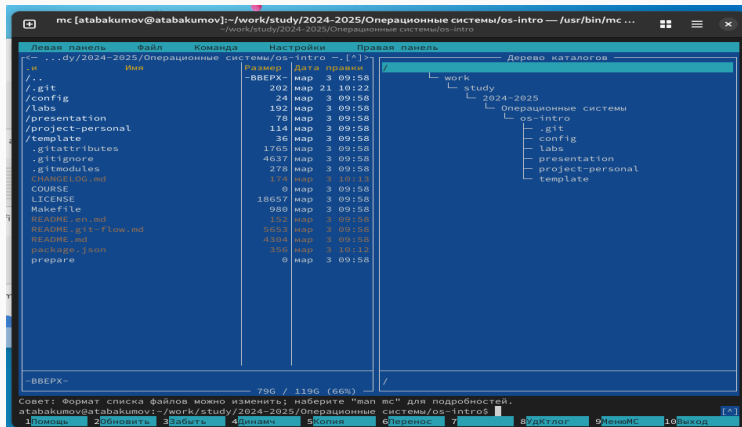 mc [atabakumov@atabakumov]:~/work/study/2024-2025/Операционные системы/os-intro — /usr/bin/mc ...
~/work/study/2024-2025/Операционные системы/os-intro
Левая панель Файл Команда Настройки Правая панель
<— ...dy/2024-2025/Операционные системы/os-intro —.[^]>
.и Имя Размер Дата правки
/.. -ВВЕРХ- мар 3 09:58
/.git 202 мар 21 10:22
/config 24 мар 3 09:58
/labs 192 мар 3 09:58
/presentation 78 мар 3 09:58
/project-personal 114 мар 3 09:58
/template 36 мар 3 09:58
.gitattributes 1765 мар 3 09:58
.gitignore 4637 мар 3 09:58
.gitmodules 278 мар 3 09:58
CHANGELOG.md 174 мар 3 10:13
COURSE 0 мар 3 09:58
LICENSE 18657 мар 3 09:58
Makefile 980 мар 3 09:58
README.en.md 152 мар 3 09:58
README.git-flow.md 5653 мар 3 09:58
README.md 4304 мар 3 09:58
package.json 356 мар 3 10:12
prepare 0 мар 3 09:58
-ВВЕРХ-
79G / 119G (66%)
Дерево каталогов
/
work
study
2024-2025
Операционные системы
os-intro
.git
config
labs
presentation
project-personal
template
/
Совет: Формат списка файлов можно изменить; наберите "man mc" для подробностей.
atabakumov@atabakumov:~/work/study/2024-2025/Операционные системы/os-intro$ [^]
1Помощь 2Обновить 3Забыть 4Динамч 5Копия 6Перенос 7 8УдКтлог 9МенюMC 10Выход